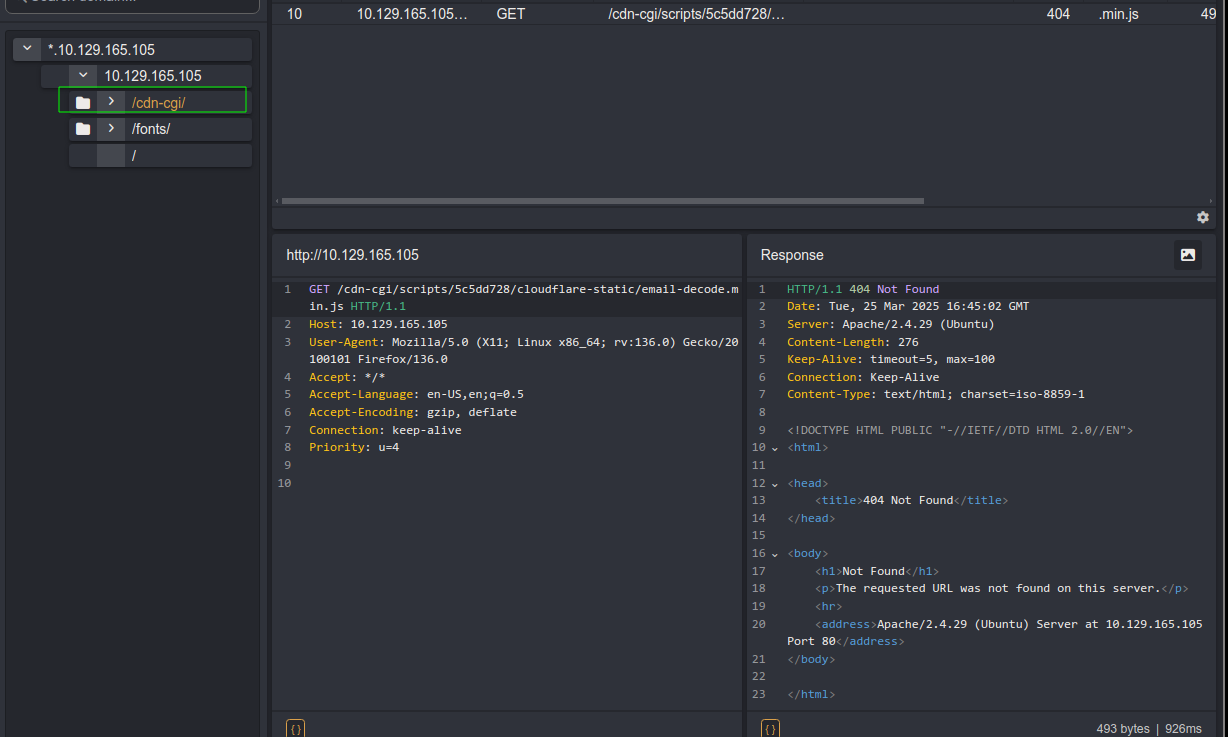 10 10.129.165.105... GET /cdn-cgi/scripts/5c5dd728/... 404 .min.js 49
*.10.129.165.105
10.129.165.105
/cdn-cgi/
/fonts/
/
http://10.129.165.105
1 GET /cdn-cgi/scripts/5c5dd728/cloudflare-static/email-decode.m
in.js HTTP/1.1
2 Host: 10.129.165.105
3 User-Agent: Mozilla/5.0 (X11; Linux x86_64; rv:136.0) Gecko/20
100101 Firefox/136.0
4 Accept: */*
5 Accept-Language: en-US,en;q=0.5
6 Accept-Encoding: gzip, deflate
7 Connection: keep-alive
8 Priority: u=4
9
10
{}
Response
1 HTTP/1.1 404 Not Found
2 Date: Tue, 25 Mar 2025 16:45:02 GMT
3 Server: Apache/2.4.29 (Ubuntu)
4 Content-Length: 276
5 Keep-Alive: timeout=5, max=100
6 Connection: Keep-Alive
7 Content-Type: text/html; charset=iso-8859-1
8
9 <!DOCTYPE HTML PUBLIC "-//IETF//DTD HTML 2.0//EN">
10 <html>
11
12 <head>
13 <title>404 Not Found</title>
14 </head>
15
16 <body>
17 <h1>Not Found</h1>
18 <p>The requested URL was not found on this server.</p>
19 <hr>
20 <address>Apache/2.4.29 (Ubuntu) Server at 10.129.165.105
Port 80</address>
21 </body>
22
23 </html>
{}
493 bytes | 926ms